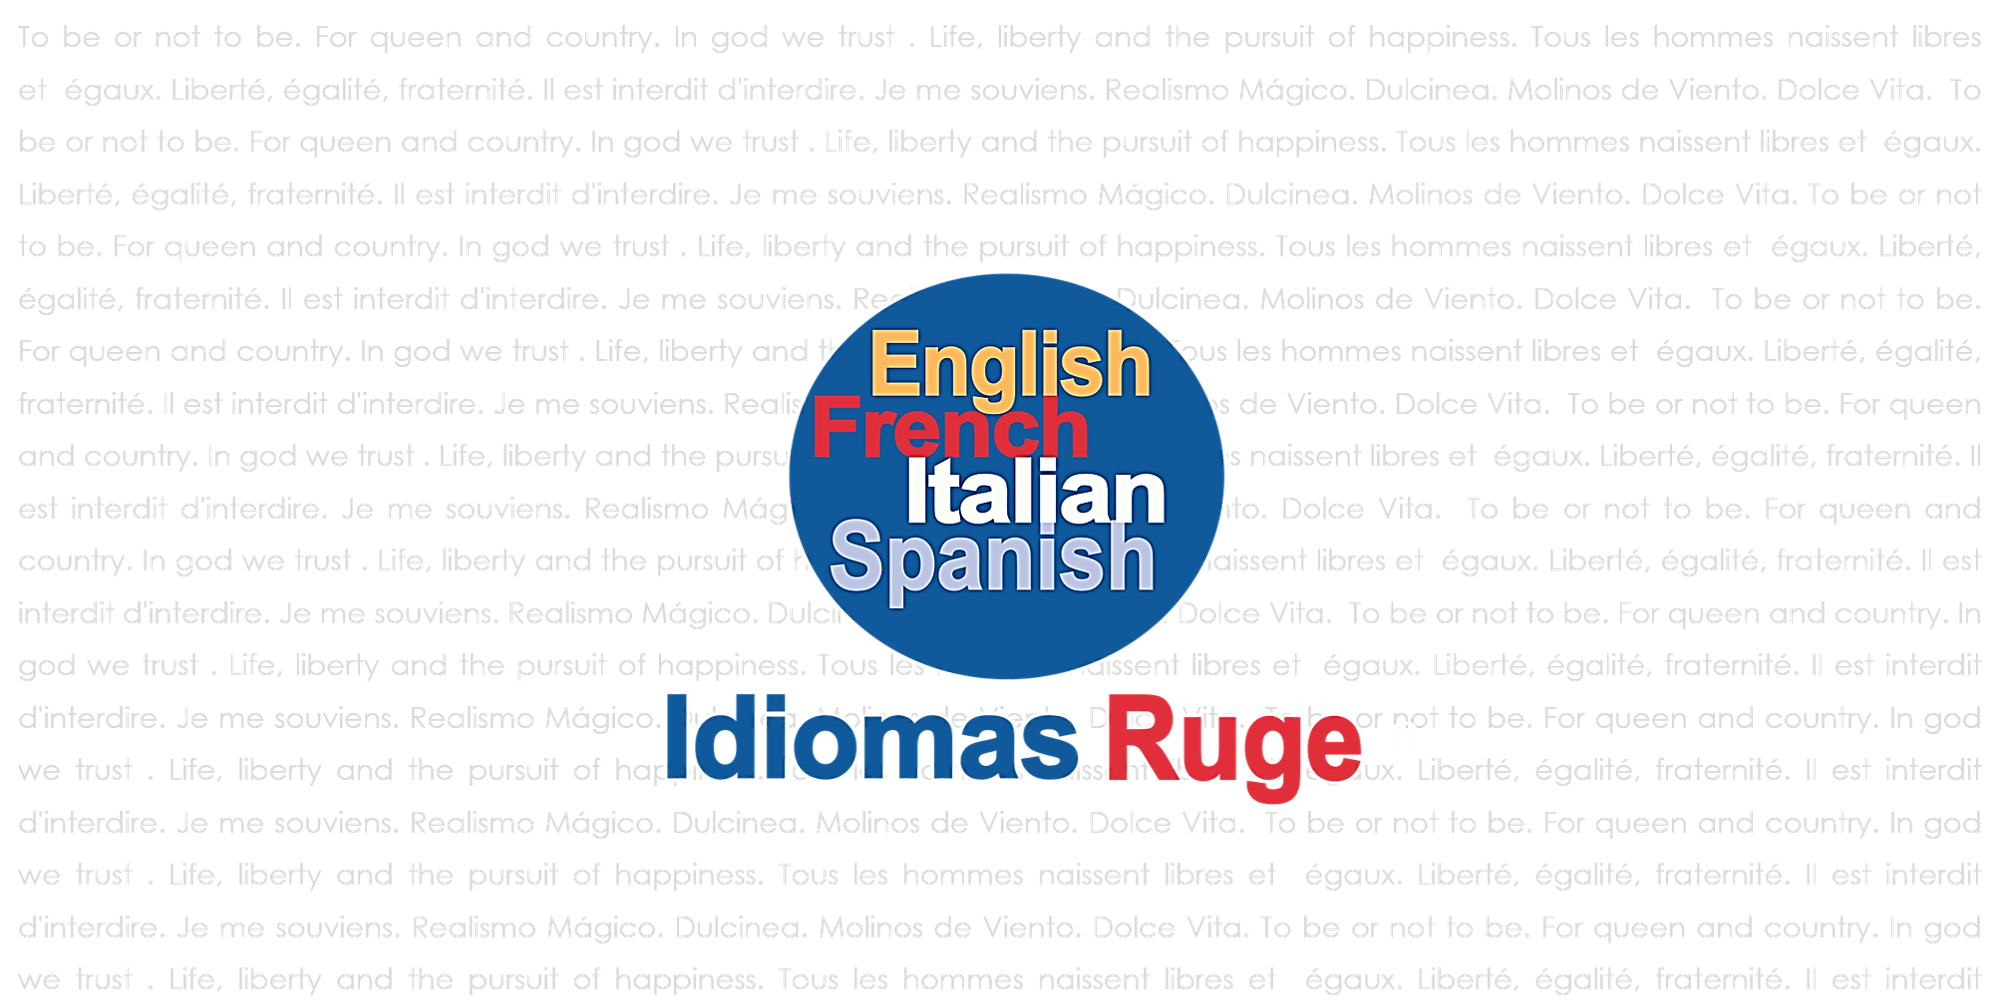 To be or not to be. For queen and country. In god we trust . Life, liberty and the pursuit of happiness. Tous les hommes naissent libres
et égaux. Liberté, égalité, fraternité. Il est interdit d'interdire. Je me souviens. Realismo Mágico. Dulcinea. Molinos de Viento. Dolce Vita. To
be or not to be. For queen and country. In god we trust . Life, liberty and the pursuit of happiness. Tous les hommes naissent libres et égaux.
Liberté, égalité, fraternité. Il est interdit d'interdire. Je me souviens. Realismo Mágico. Dulcinea. Molinos de Viento. Dolce Vita. To be or not
to be. For queen and country. In god we trust . Life, liberty and the pursuit of happiness. Tous les hommes naissent libres et égaux. Liberté,
égalité, fraternité. Il est interdit d'interdire. Je me souviens. Dulcinea. Molinos de Viento. Dolce Vita. To be or not to be.
For queen and country. In god we trust . Life, liberty and les hommes naissent libres et égaux. Liberté, égalité,
fraternité. Il est interdit d'interdire. Je me souviens. de Viento. Dolce Vita. To be or not to be. For queen
and country. In god we trust . Life, liberty and the naissent libres et égaux. Liberté, égalité, fraternité. Il
est interdit d'interdire. Je me souviens. Realismo Dolce Vita. To be or not to be. For queen and
country. In god we trust . Life, liberty and the pursuit of libres et égaux. Liberté, égalité, fraternité. Il est
interdit d'interdire. Je me souviens. Realismo Mágico. Dolce Vita. To be or not to be. For queen and country. In
god we trust . Life, liberty and the pursuit of happiness. Tous les naissent libres et égaux. Liberté, égalité, fraternité. Il est interdit
d'interdire. Je me souviens. Realismo Mágico. or not to be. For queen and country. In god
we trust . Life, liberty and the pursuit of Liberté, égalité, fraternité. Il est interdit
d'interdire. Je me souviens. Realismo Mágico. Dulcinea. Molinos de Viento. Dolce Vita. To be or not to be. For queen and country. In god
we trust . Life, liberty and the pursuit of happiness. Tous les hommes naissent libres et égaux. Liberté, égalité, fraternité. Il est interdit
d'interdire. Je me souviens. Realismo Mágico. Dulcinea. Molinos de Viento. Dolce Vita. To be or not to be. For queen and country. In god
we trust . Life, liberty and the pursuit of happiness. Tous les hommes naissent libres et égaux. Liberté, égalité, fraternité. Il est interdit
English
French
Italian
Spanish
Idiomas Ruge